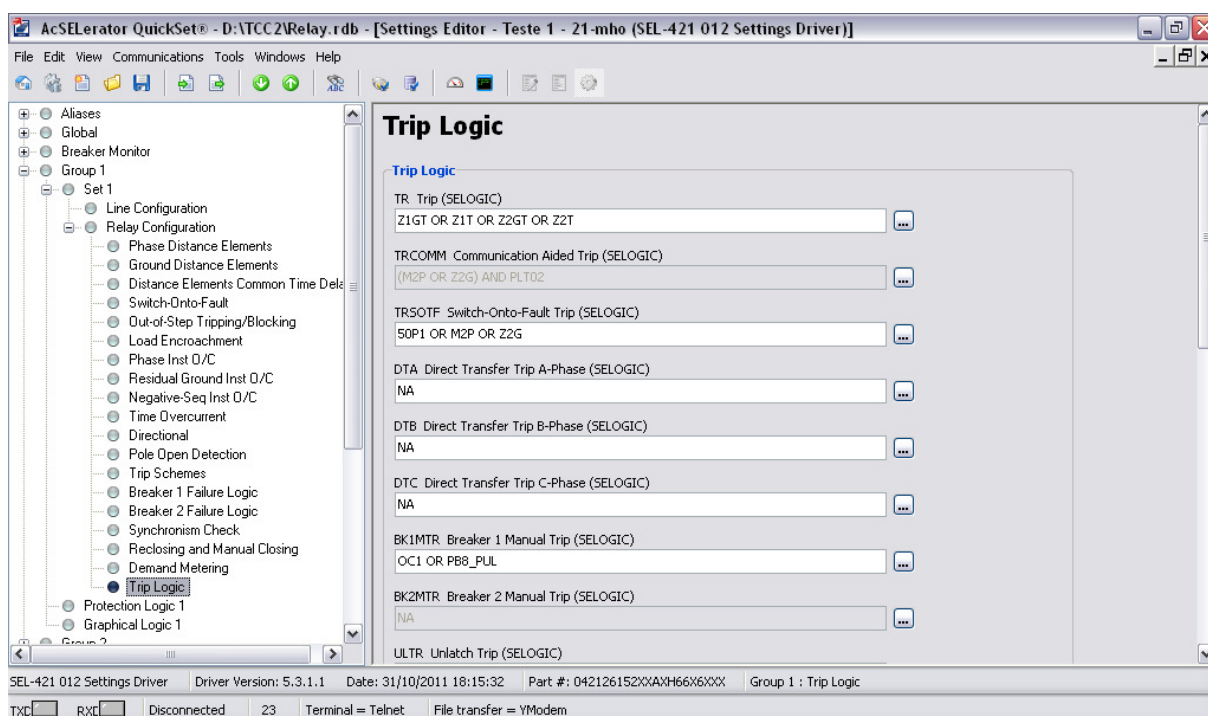 AcSELerator QuickSet® - D:\TCC2\Relay.rdb - [Settings Editor - Teste 1 - 21-mho (SEL-421 012 Settings Driver)]
File Edit View Communications Tools Windows Help
Aliases
Global
Breaker Monitor
Group 1
Set 1
Line Configuration
Relay Configuration
Phase Distance Elements
Ground Distance Elements
Distance Elements Common Time Dela
Switch-Onto-Fault
Out-of-Step Tripping/Blocking
Load Encroachment
Phase Inst O/C
Residual Ground Inst O/C
Negative-Seq Inst O/C
Time Overcurrent
Directional
Pole Open Detection
Trip Schemes
Breaker 1 Failure Logic
Breaker 2 Failure Logic
Synchronism Check
Reclosing and Manual Closing
Demand Metering
Trip Logic
Protection Logic 1
Graphical Logic 1
Group 2
Trip Logic
Trip Logic
TR Trip (SELOGIC)
Z1GT OR Z1T OR Z2GT OR Z2T
...
TRCOMM Communication Aided Trip (SELOGIC)
(M2P OR Z2G) AND PLT02
...
TRSOTF Switch-Onto-Fault Trip (SELOGIC)
50P1 OR M2P OR Z2G
...
DTA Direct Transfer Trip A-Phase (SELOGIC)
NA
...
DTB Direct Transfer Trip B-Phase (SELOGIC)
NA
...
DTC Direct Transfer Trip C-Phase (SELOGIC)
NA
...
BK1MTR Breaker 1 Manual Trip (SELOGIC)
OC1 OR PB8_PUL
...
BK2MTR Breaker 2 Manual Trip (SELOGIC)
NA
...
ULTR Unlatch Trip (SELOGIC)
SEL-421 012 Settings Driver Driver Version: 5.3.1.1 Date: 31/10/2011 18:15:32 Part #: 042126152XXAXH66X6XXX Group 1 : Trip Logic
TXD RXD Disconnected 23 Terminal = Telnet File transfer = YModem